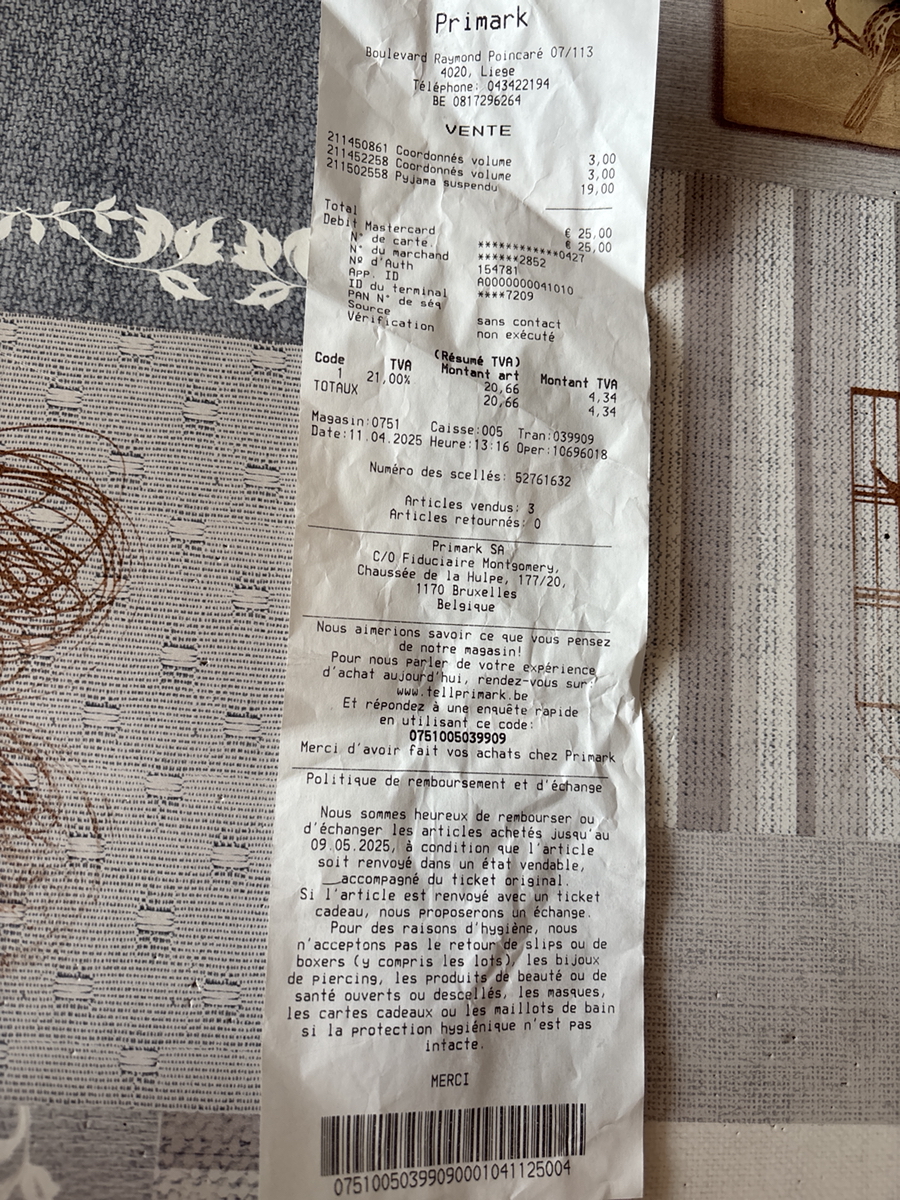 Primark
Boulevard Raymond Poincaré 07/113
4020, Liege
Téléphone: 043422194
BE 0817296264
VENTE
211450861 Coordonnés volume 3,00
211452258 Coordonnés volume 3,00
211502558 Pyjama suspendu 19,00
Total € 25,00
Debit Mastercard € 25,00
N° de carte. ************0427
N° du marchand ******2852
Nº d'Auth 154781
App. ID A0000000041010
ID du terminal ****7209
PAN N° de séq
Source sans contact
Vérification non exécuté
(Résumé TVA)
Code TVA Montant art Montant TVA
1 21,00% 20,66 4,34
TOTAUX 20,66 4,34
Magasin:0751 Caisse:005 Tran:039909
Date:11.04.2025 Heure:13:16 Oper:10696018
Numéro des scellés: 52761632
Articles vendus: 3
Articles retournés: 0
Primark SA
C/O Fiduciaire Montgomery,
Chaussée de la Hulpe, 177/20,
1170 Bruxelles
Belgique
Nous aimerions savoir ce que vous pensez
de notre magasin!
Pour nous parler de votre expérience
d'achat aujourd'hui, rendez-vous sur:
www.tellprimark.be
Et répondez à une enquête rapide
en utilisant ce code:
0751005039909
Merci d'avoir fait vos achats chez Primark
Politique de remboursement et d'échange
Nous sommes heureux de rembourser ou
d'échanger les articles achetés jusqu'au
09.05.2025, à condition que l'article
soit renvoyé dans un état vendable,
__accompagné du ticket original.
Si l'article est renvoyé avec un ticket
cadeau, nous proposerons un échange.
Pour des raisons d'hygiène, nous
n'acceptons pas le retour de slips ou de
boxers (y compris les lots), les bijoux
de piercing, les produits de beauté ou de
santé ouverts ou descellés, les masques,
les cartes cadeaux ou les maillots de bain
si la protection hygiénique n'est pas
intacte.
MERCI
07510050399090001041125004